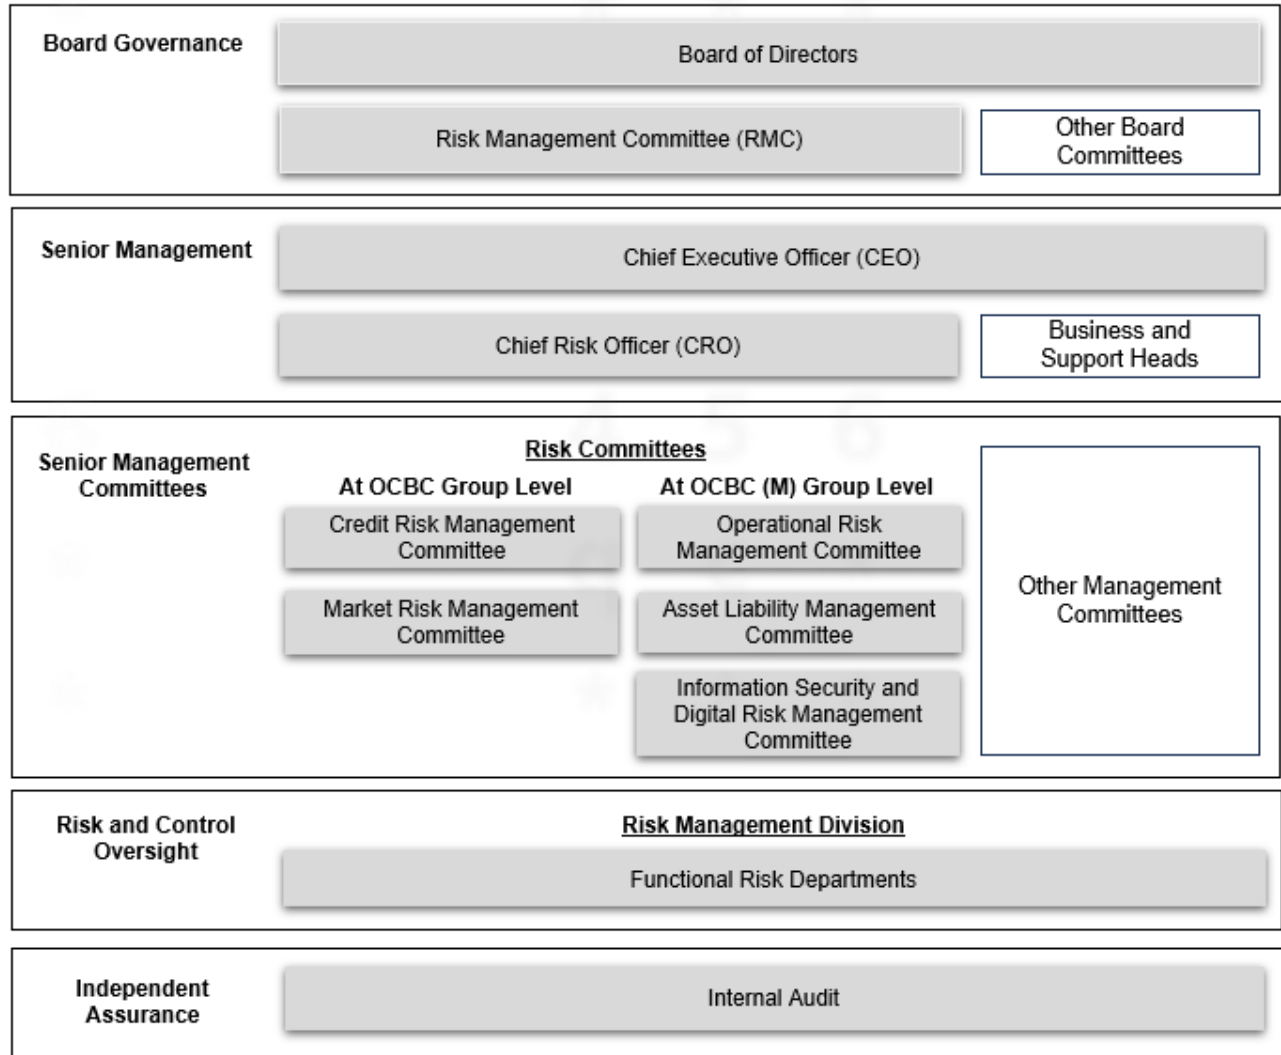 Board Governance
Board of Directors
Risk Management Committee (RMC)
Other Board
Committees
Senior Management
Chief Executive Officer (CEO)
Chief Risk Officer (CRO)
Business and
Support Heads
Senior Management
Committees
Risk Committees
At OCBC Group Level
At OCBC (M) Group Level
Credit Risk Management
Committee
Operational Risk
Management Committee
Market Risk Management
Committee
Asset Liability Management
Committee
Information Security and
Digital Risk Management
Committee
Other Management
Committees
Risk and Control
Oversight
Risk Management Division
Functional Risk Departments
Independent
Assurance
Internal Audit